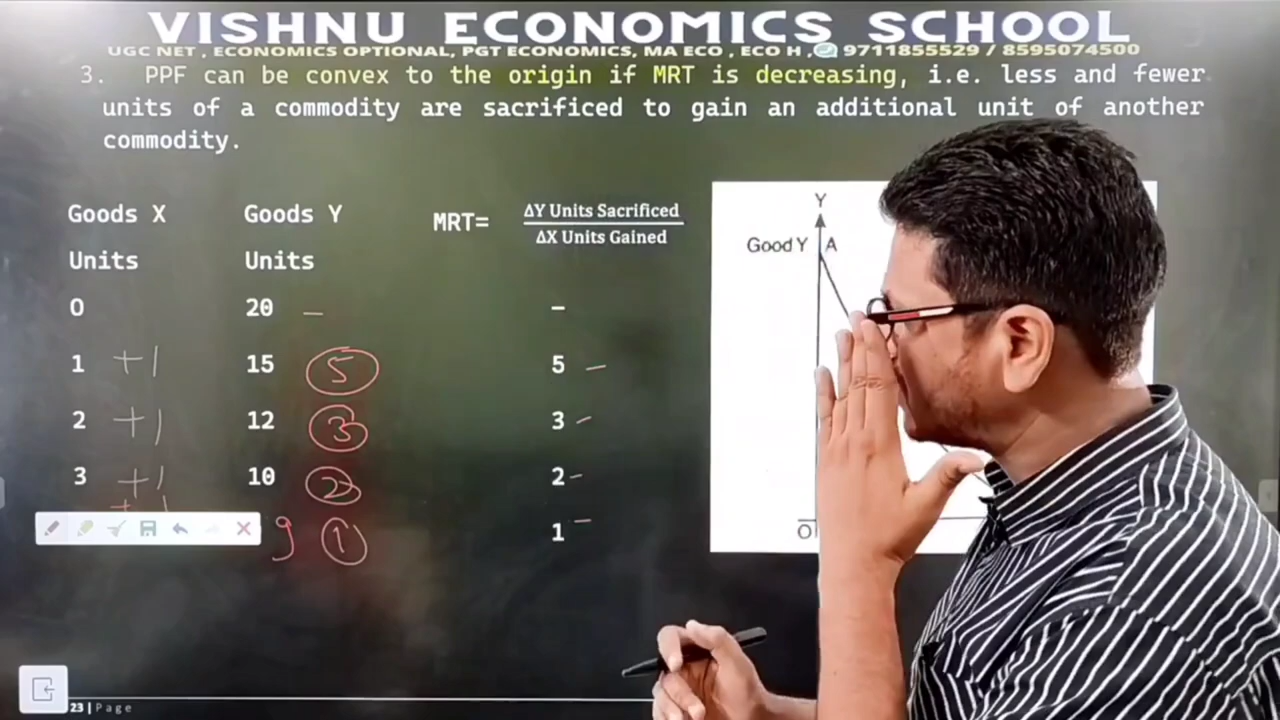 VISHNU ECONOMICS SCHOOL
UGC NET , ECONOMICS OPTIONAL, PGT ECONOMICS, MA ECO , ECO H , 9711855529 / 8595074500
3. PPF can be convex to the origin if MRT is decreasing, i.e. less and fewer
units of a commodity are sacrificed to gain an additional unit of another
commodity.
Goods X Goods Y MRT= ΔY Units Sacrificed
ΔX Units Gained
Units Units
0 20 – –
1 +1 15 5 5 –
2 +1 12 3 3 –
3 +1 10 2 2 –
+1
9 1 1 –
Y
Good Y A
O
23 | Page